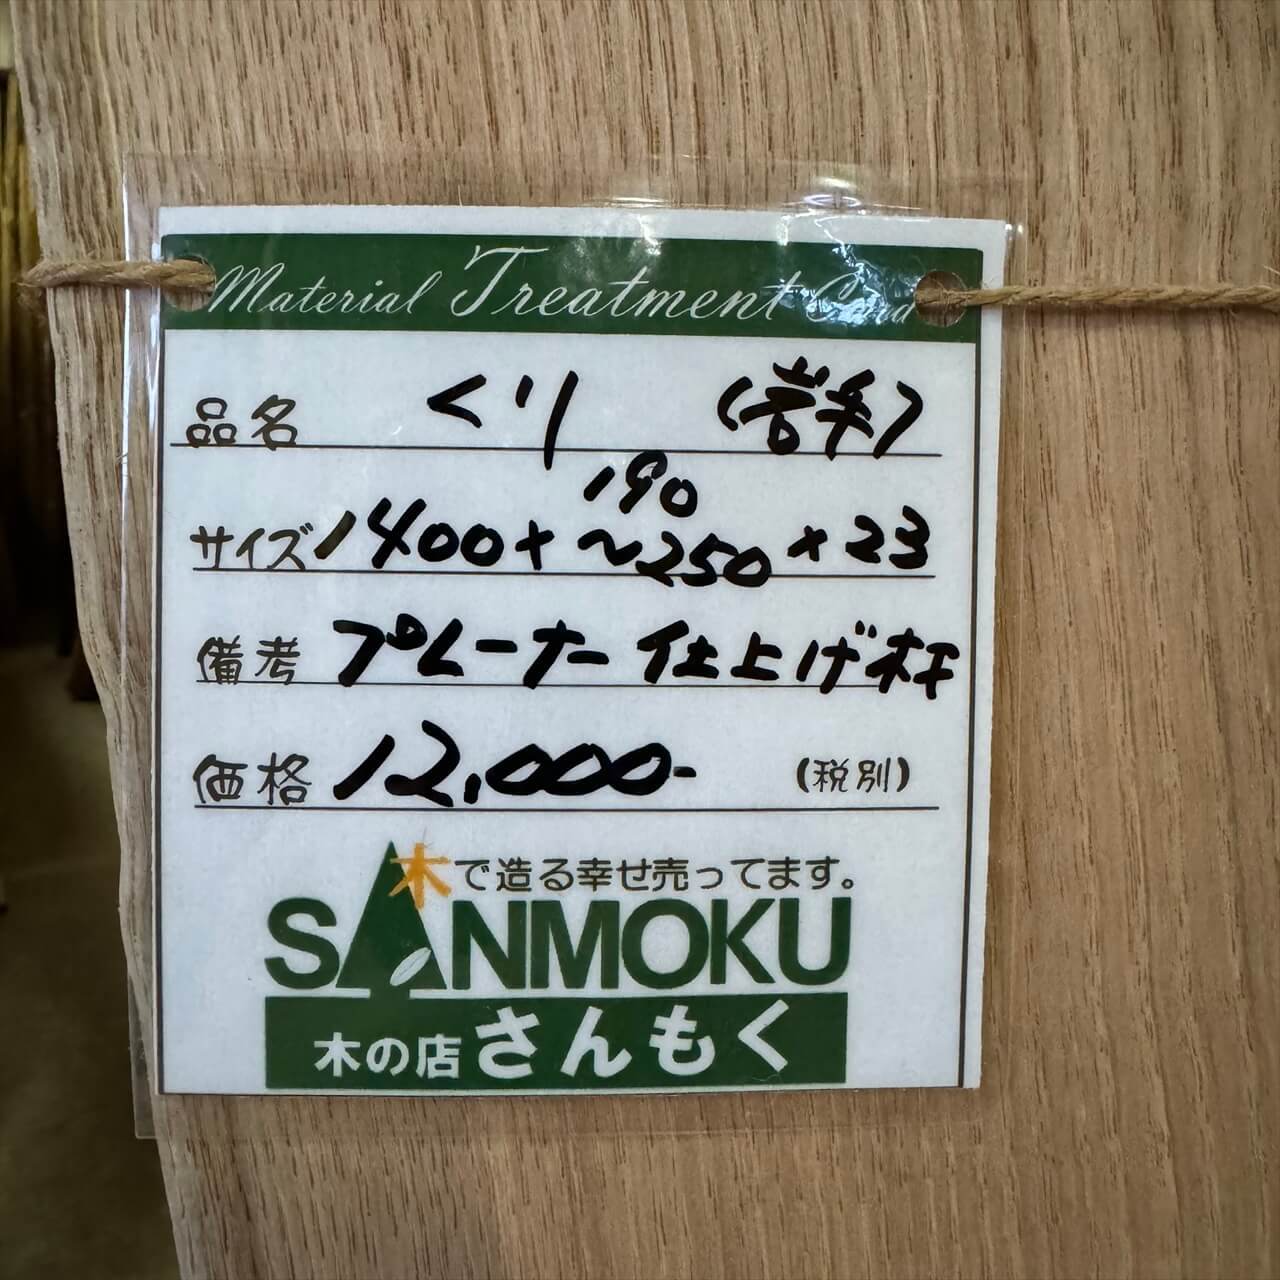 Material Treatment Card
品名 くり (岩手)
サイズ 1400 × 190～250 × 23
備考 プレーナー仕上げ材
価格 12,000- (税別)
木で造る幸せ売ってます。
SANMOKU
木の店 さんもく